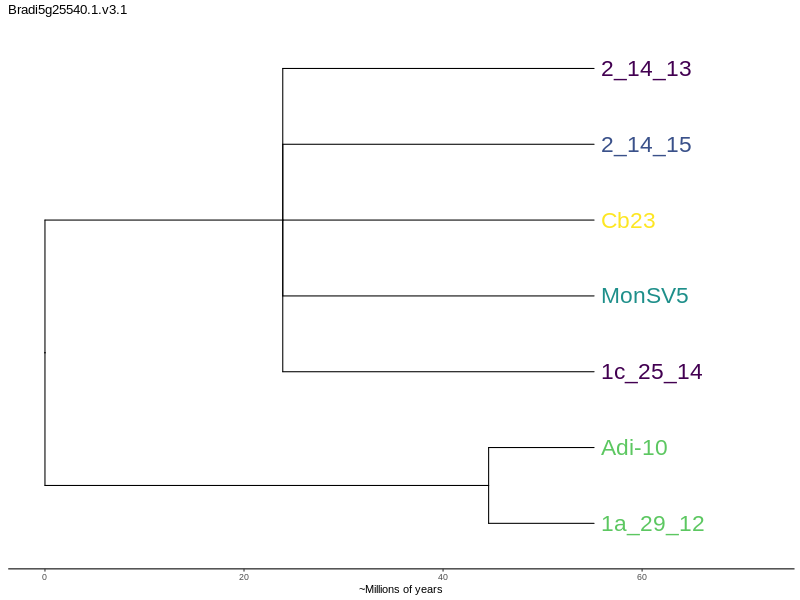 Bradi5g25540.1.v3.1
2_14_13
2_14_15
Cb23
MonSV5
1c_25_14
Adi-10
1a_29_12
0 20 40 60
~Millions of years